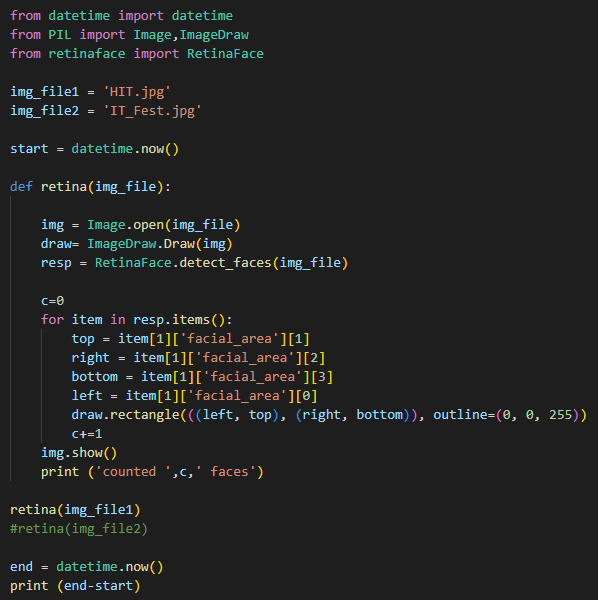 from datetime import datetime
from PIL import Image,ImageDraw
from retinaface import RetinaFace

img_file1 = 'HIT.jpg'
img_file2 = 'IT_Fest.jpg'

start = datetime.now()

def retina(img_file):

    img = Image.open(img_file)
    draw= ImageDraw.Draw(img)
    resp = RetinaFace.detect_faces(img_file)

    c=0
    for item in resp.items():
        top = item[1]['facial_area'][1]
        right = item[1]['facial_area'][2]
        bottom = item[1]['facial_area'][3]
        left = item[1]['facial_area'][0]
        draw.rectangle(((left, top), (right, bottom)), outline=(0, 0, 255))
        c+=1
    img.show()
    print ('counted ',c,' faces')

retina(img_file1)
#retina(img_file2)

end = datetime.now()
print (end-start)